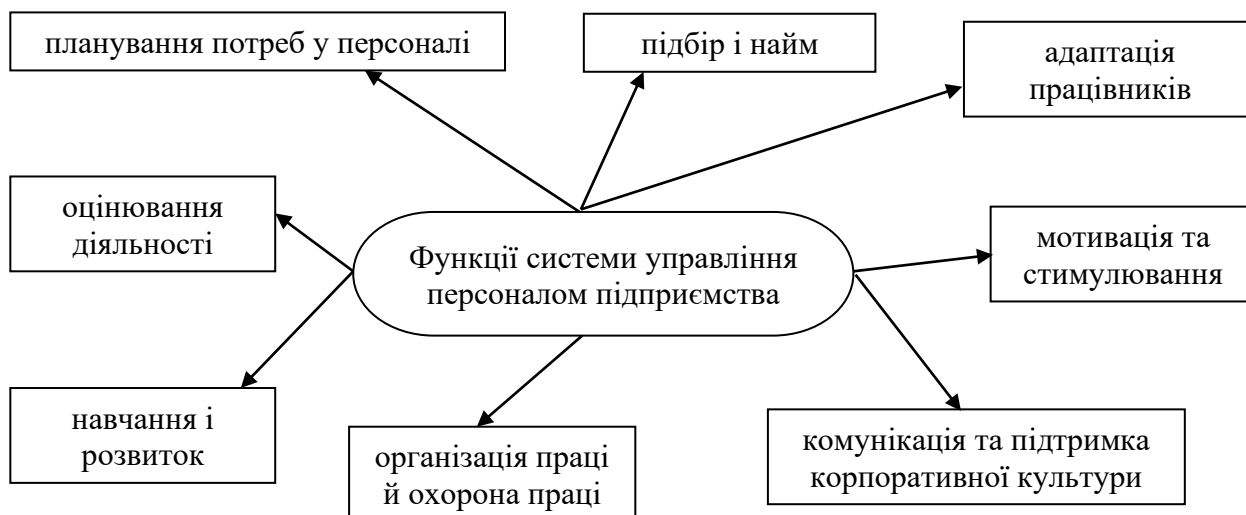 планування потреб у персоналі
підбір і найм
адаптація
працівників
оцінювання
діяльності
Функції системи управління
персоналом підприємства
мотивація та
стимулювання
навчання і
розвиток
організація праці
й охорона праці
комунікація та підтримка
корпоративної культури